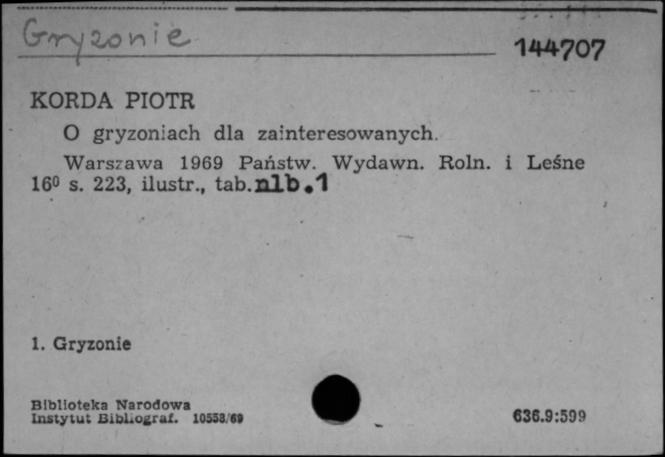 Gryzonie
144707
KORDA PIOTR
O gryzoniach dla zainteresowanych.
Warszawa 1969 Państw. Wydawn. Roln. i Leśne
16⁰ s. 223, ilustr., tab. nlb.1
1. Gryzonie
Biblioteka Narodowa
Instytut Bibliograf. 10558/69
636.9:599